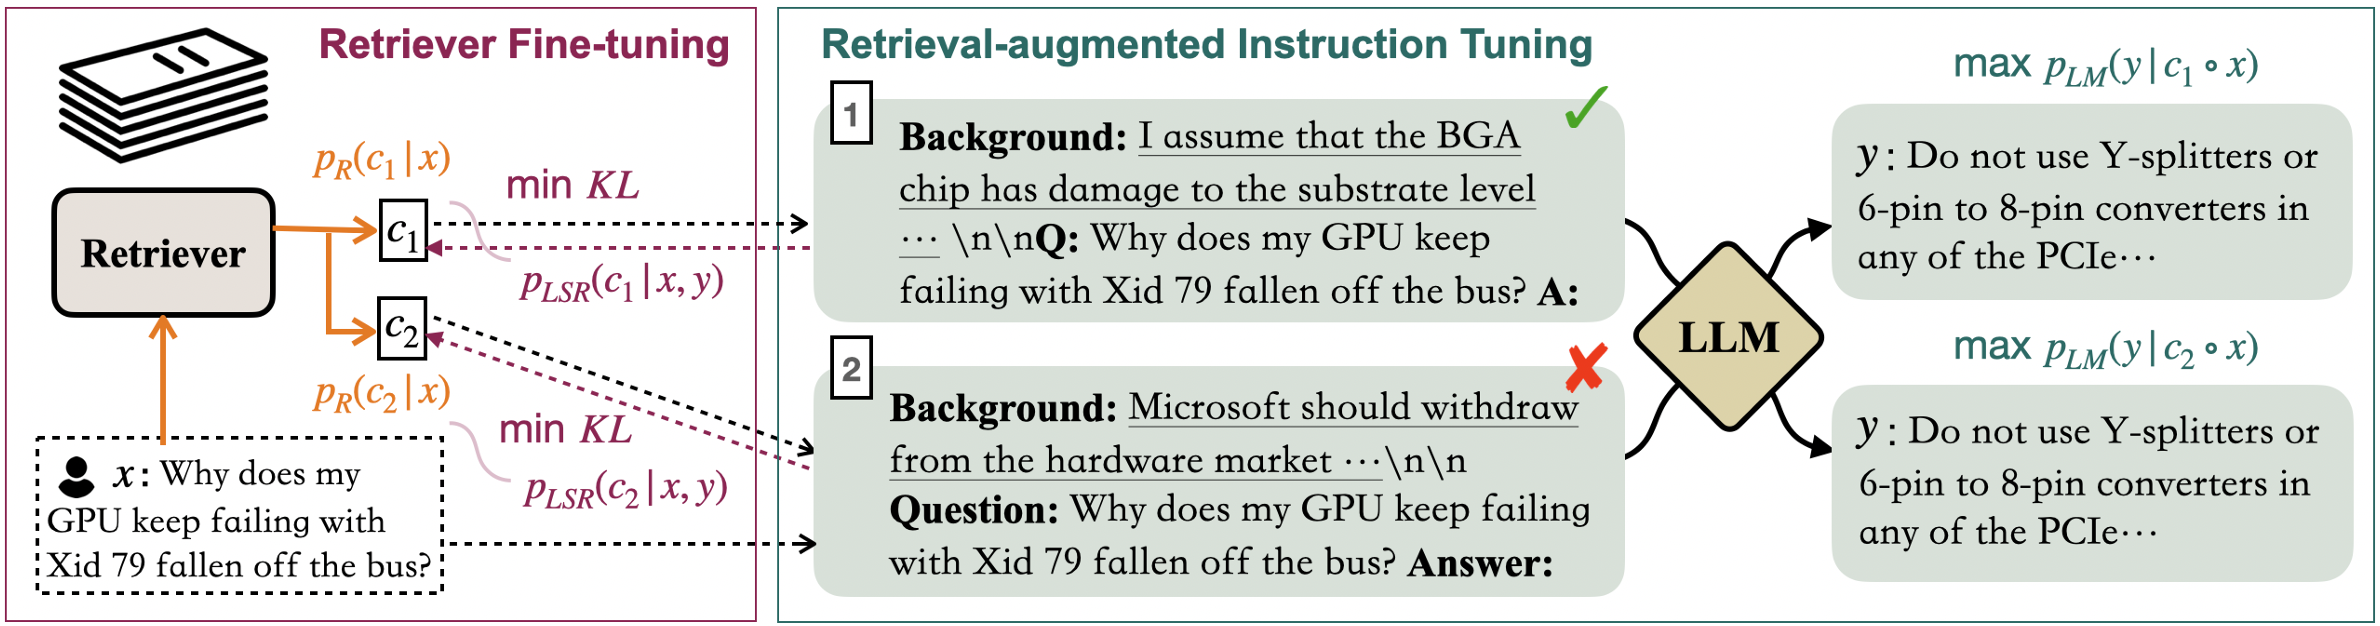 Retriever Fine-tuning
p_R(c_1|x)
min KL
Retriever
c_1
p_LSR(c_1|x, y)
c_2
p_R(c_2|x)
min KL
p_LSR(c_2|x, y)
x: Why does my
GPU keep failing with
Xid 79 fallen off the bus?
Retrieval-augmented Instruction Tuning
1
Background: I assume that the BGA
chip has damage to the substrate level
⋯ \n\nQ: Why does my GPU keep
failing with Xid 79 fallen off the bus? A:
2
Background: Microsoft should withdraw
from the hardware market ⋯\n\n
Question: Why does my GPU keep failing
with Xid 79 fallen off the bus? Answer:
LLM
max p_LM(y|c_1∘x)
y: Do not use Y-splitters or
6-pin to 8-pin converters in
any of the PCIe⋯
max p_LM(y|c_2∘x)
y: Do not use Y-splitters or
6-pin to 8-pin converters in
any of the PCIe⋯